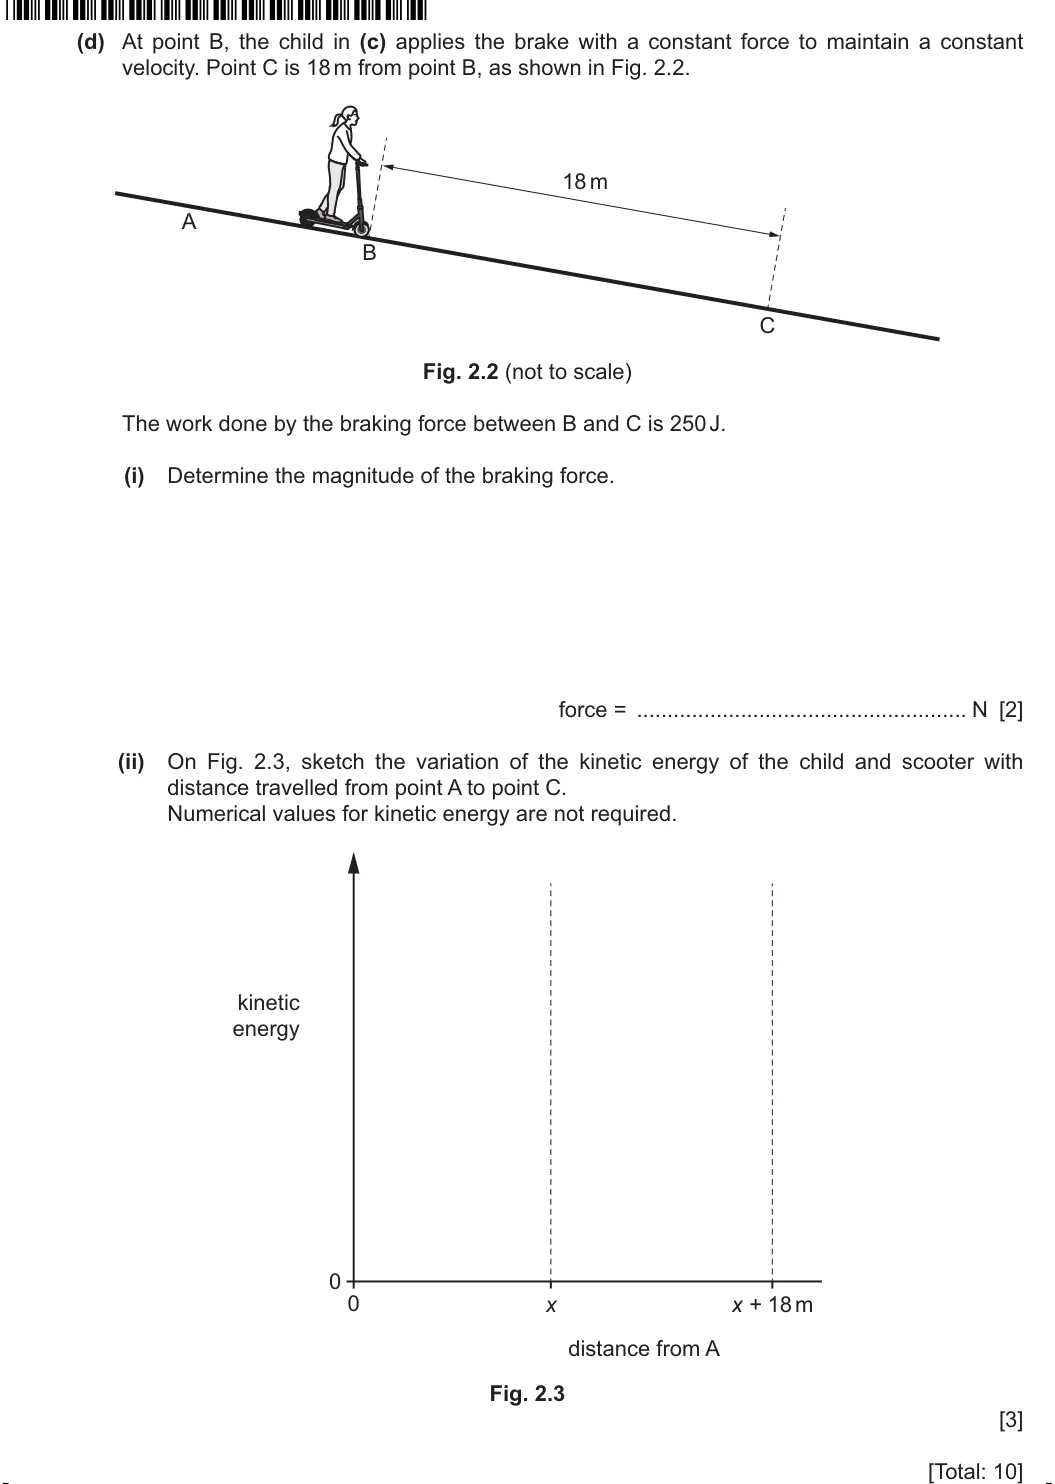 (d) At point B, the child in (c) applies the brake with a constant force to maintain a constant
velocity. Point C is 18 m from point B, as shown in Fig. 2.2.
18 m
A
B
C
Fig. 2.2 (not to scale)
The work done by the braking force between B and C is 250 J.
(i) Determine the magnitude of the braking force.
force = ....................................................... N [2]
(ii) On Fig. 2.3, sketch the variation of the kinetic energy of the child and scooter with
distance travelled from point A to point C.
Numerical values for kinetic energy are not required.
kinetic
energy
0
0 x x + 18 m
distance from A
Fig. 2.3
[3]
[Total: 10]